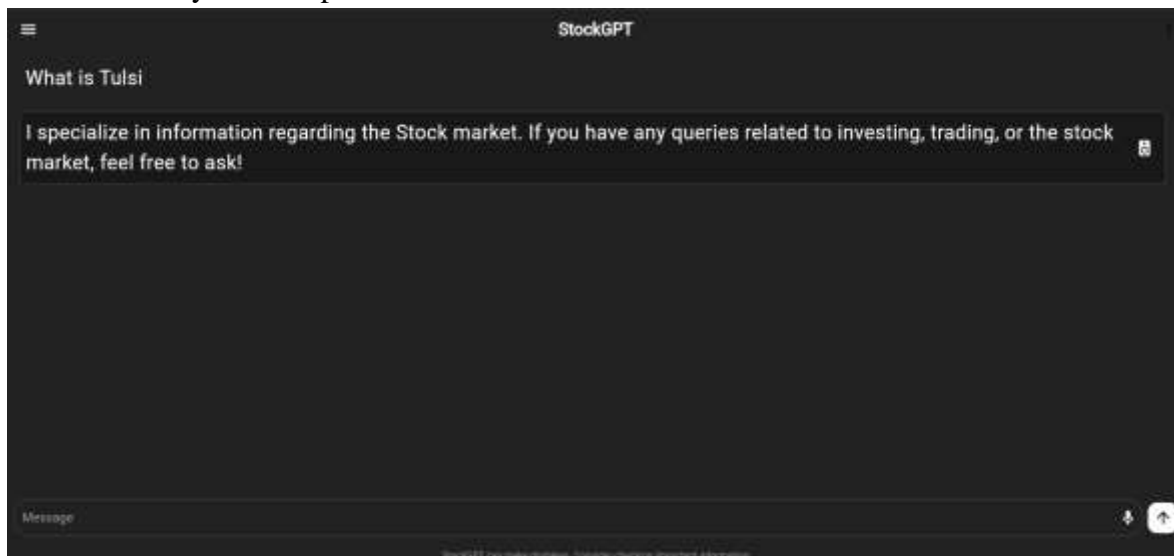 StockGPT
What is Tulsi
I specialize in information regarding the Stock market. If you have any queries related to investing, trading, or the stock
market, feel free to ask!
Message